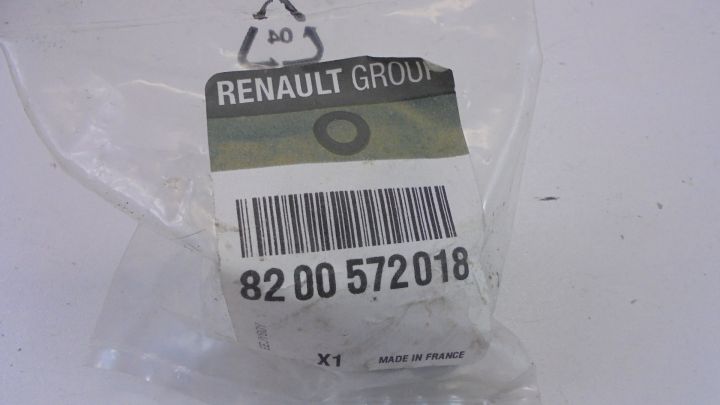 04
RENAULT GROUP
82 00 572 018
X1
MADE IN FRANCE